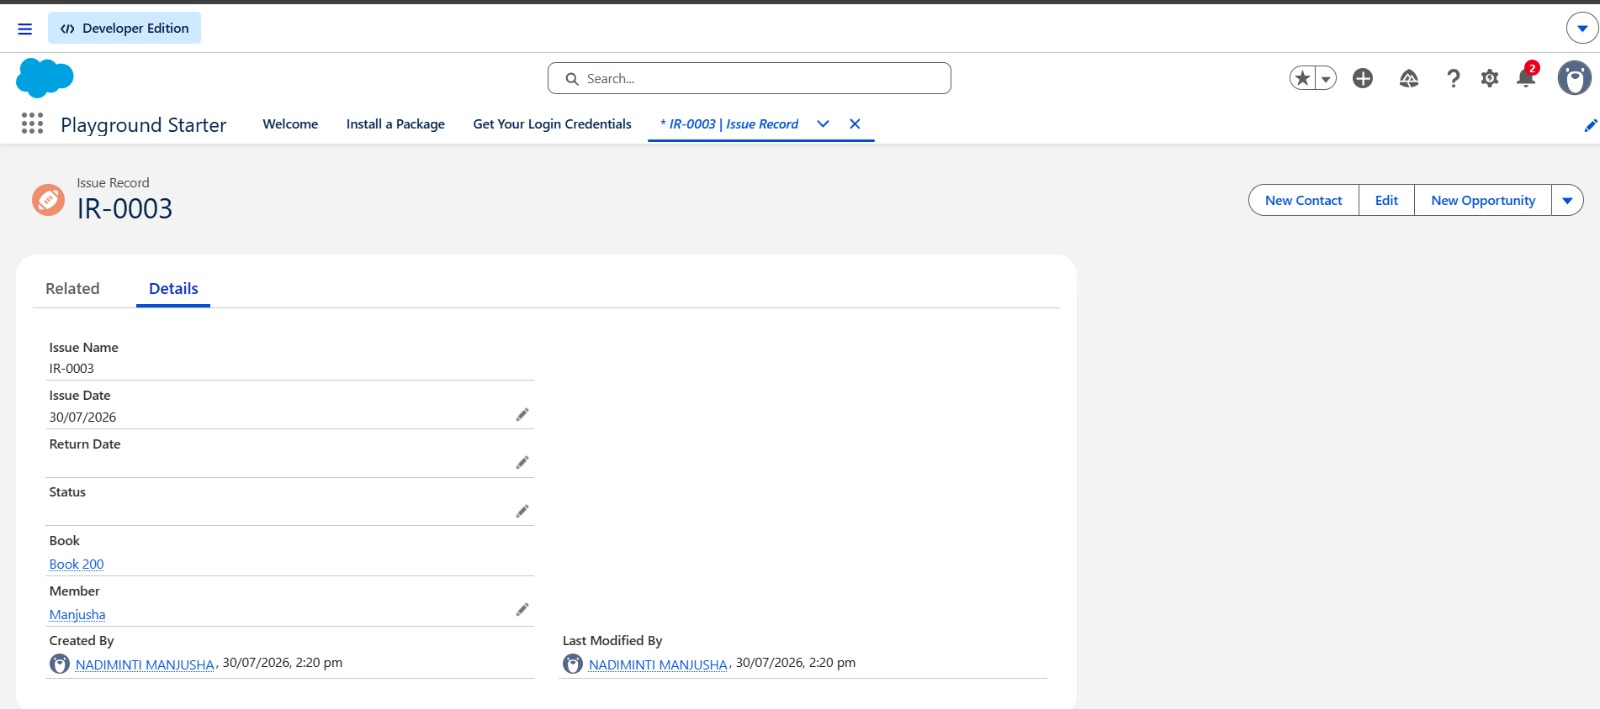 Developer Edition
Search...
2
Playground Starter
Welcome
Install a Package
Get Your Login Credentials
* IR-0003 | Issue Record
Issue Record
IR-0003
New Contact
Edit
New Opportunity
Related
Details
Issue Name
IR-0003
Issue Date
30/07/2026
Return Date
Status
Book
Book 200
Member
Manjusha
Created By
NADIMINTI MANJUSHA, 30/07/2026, 2:20 pm
Last Modified By
NADIMINTI MANJUSHA, 30/07/2026, 2:20 pm